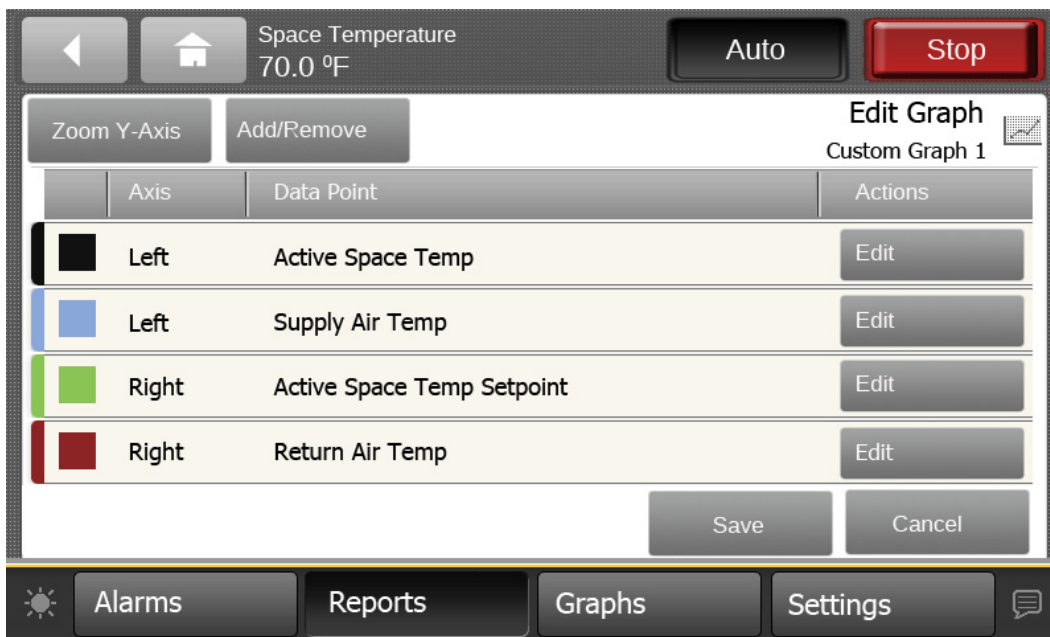 Space Temperature
70.0 ⁰F
Auto
Stop
Zoom Y-Axis
Add/Remove
Edit Graph
Custom Graph 1
Axis Data Point Actions
Left Active Space Temp Edit
Left Supply Air Temp Edit
Right Active Space Temp Setpoint Edit
Right Return Air Temp Edit
Save
Cancel
Alarms
Reports
Graphs
Settings